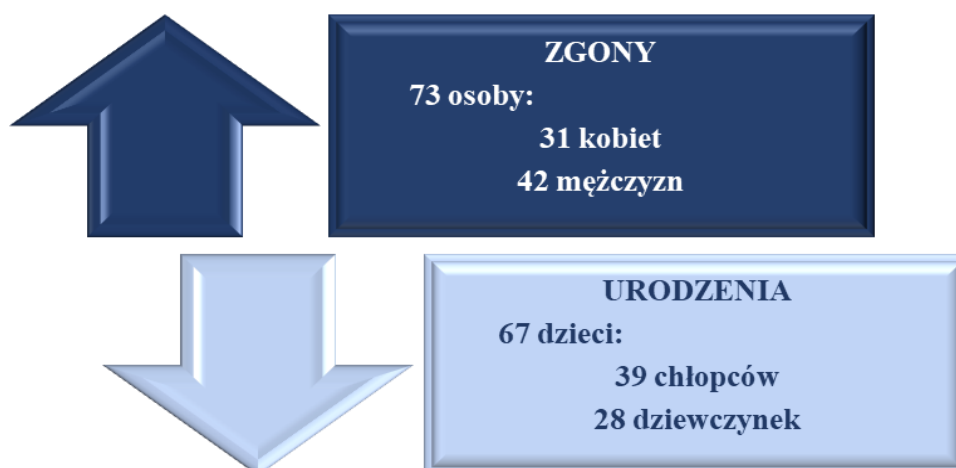 ZGONY
73 osoby:
31 kobiet
42 mężczyzn
URODZENIA
67 dzieci:
39 chłopców
28 dziewczynek